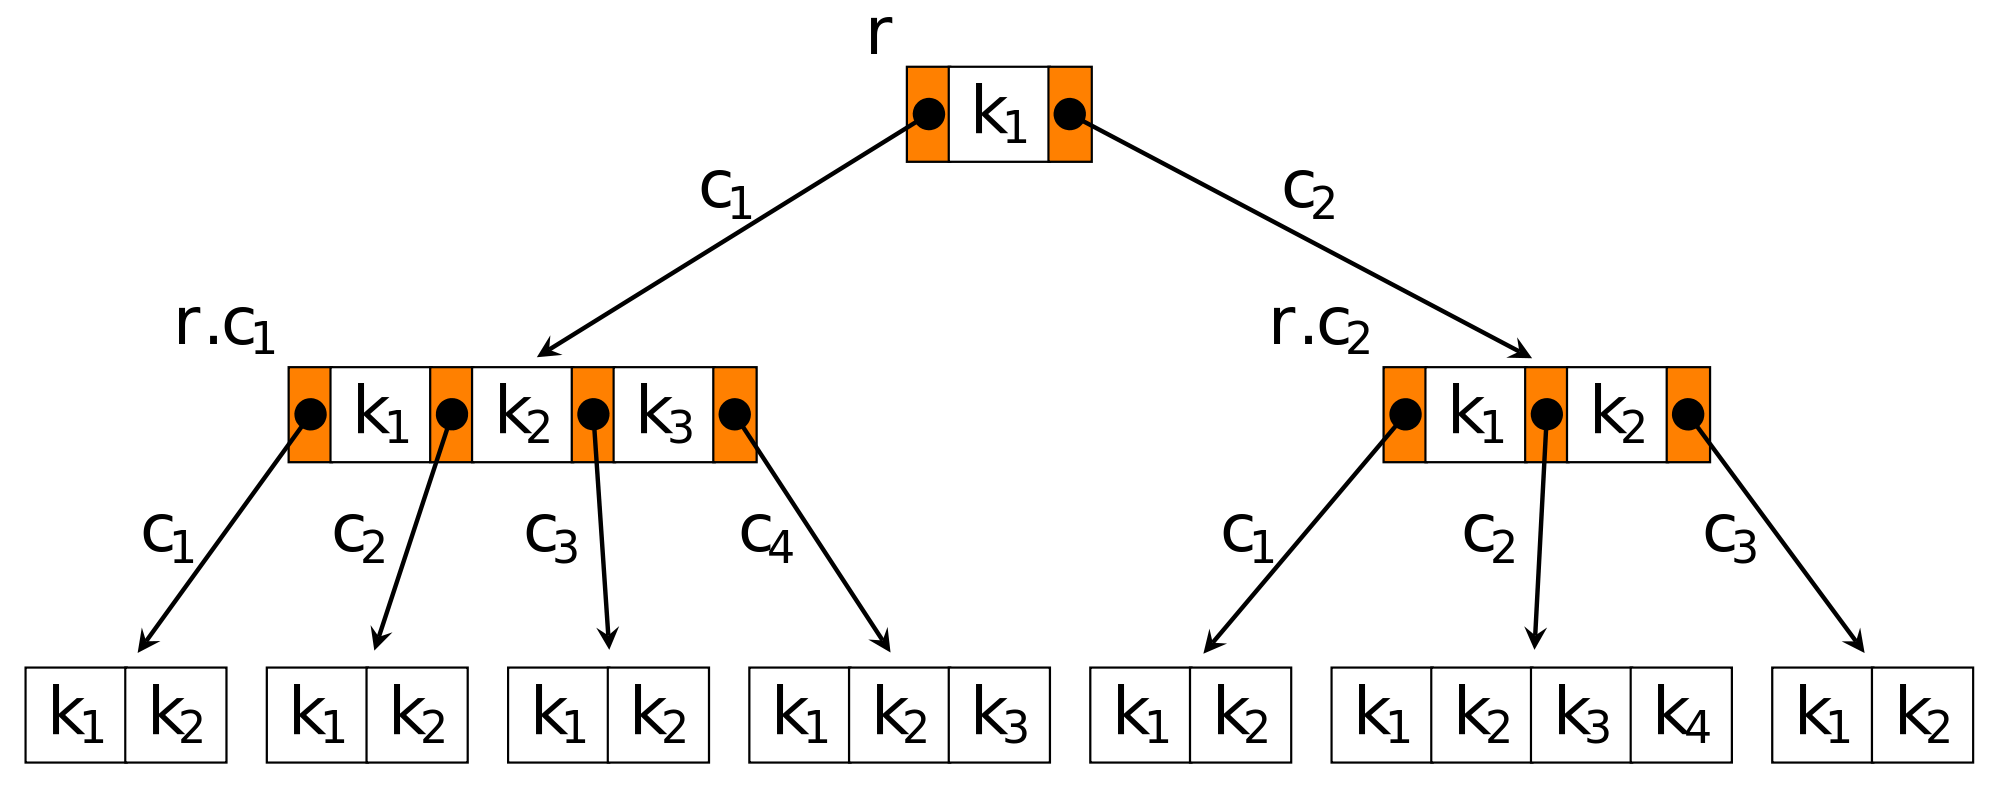 r
k₁
c₁ c₂
r.c₁ r.c₂
k₁ k₂ k₃ k₁ k₂
c₁ c₂ c₃ c₄ c₁ c₂ c₃
k₁ k₂ k₁ k₂ k₁ k₂ k₁ k₂ k₃ k₁ k₂ k₁ k₂ k₃ k₄ k₁ k₂